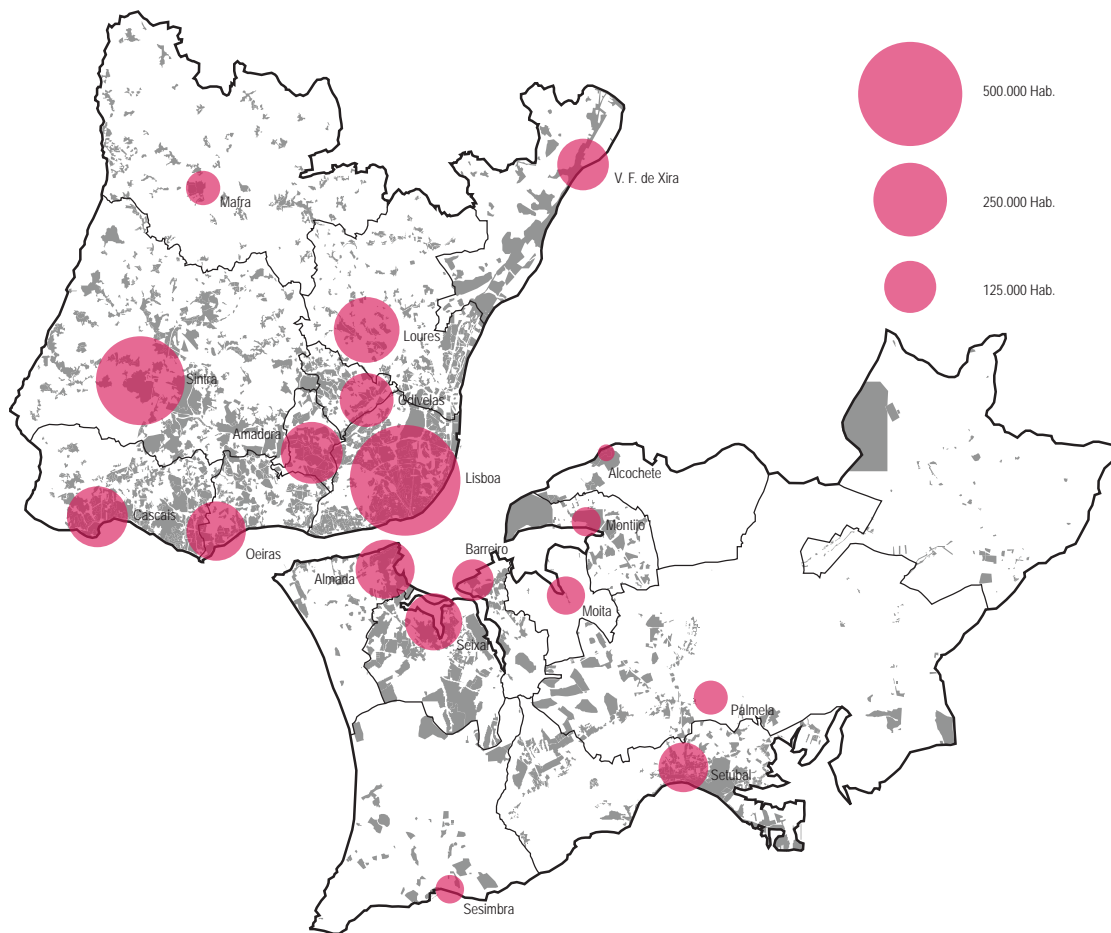 500.000 Hab.
V. F. de Xira
250.000 Hab.
Mafra
125.000 Hab.
Loures
Sintra
Odivelas
Amadora
Lisboa
Alcochete
Cascais
Montijo
Oeiras
Barreiro
Almada
Moita
Seixal
Palmela
Setubal
Sesimbra